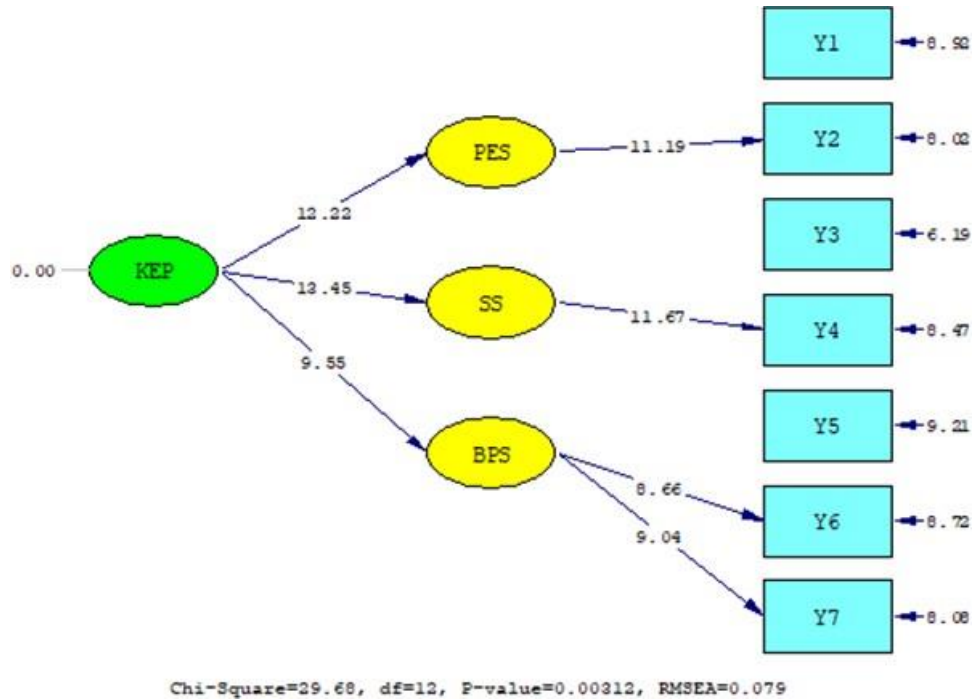 Y1
8.92
PES
11.19
Y2
8.02
12.22
Y3
6.19
0.00
KEP
13.45
SS
11.67
Y4
8.47
9.55
Y5
9.21
BPS
8.66
Y6
8.72
9.04
Y7
8.08
Chi-Square=29.68, df=12, P-value=0.00312, RMSEA=0.079